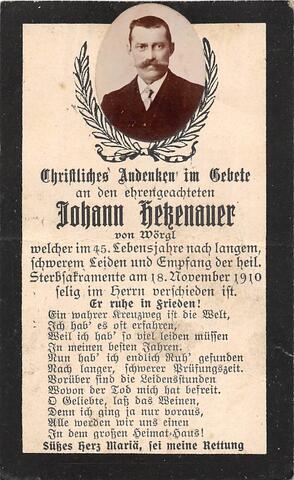 Christliches Andenken im Gebete
an den ehrengeachteten
Johann Hetzenauer
von Wörgl
welcher im 45. Lebensjahre nach langem,
schwerem Leiden und Empfang der heil.
Sterbsakramente am 18. November 1910
selig im Herrn verschieden ist.
Er ruhe in Frieden!
Ein wahrer Kreuzweg ist die Welt,
Ich hab' es oft erfahren,
Weil ich hab' so viel leiden müssen
In meinen besten Jahren.
Nun hab' ich endlich Ruh' gefunden
Nach langer, schwerer Prüfungszeit.
Vorüber sind die Leidensstunden
Wovon der Tod mich hat befreit.
O Geliebte, laß das Weinen,
Denn ich ging ja nur voraus,
Alle werden wir uns einen
In dem großen Heimat-Haus!
Süßes Herz Mariä, sei meine Rettung